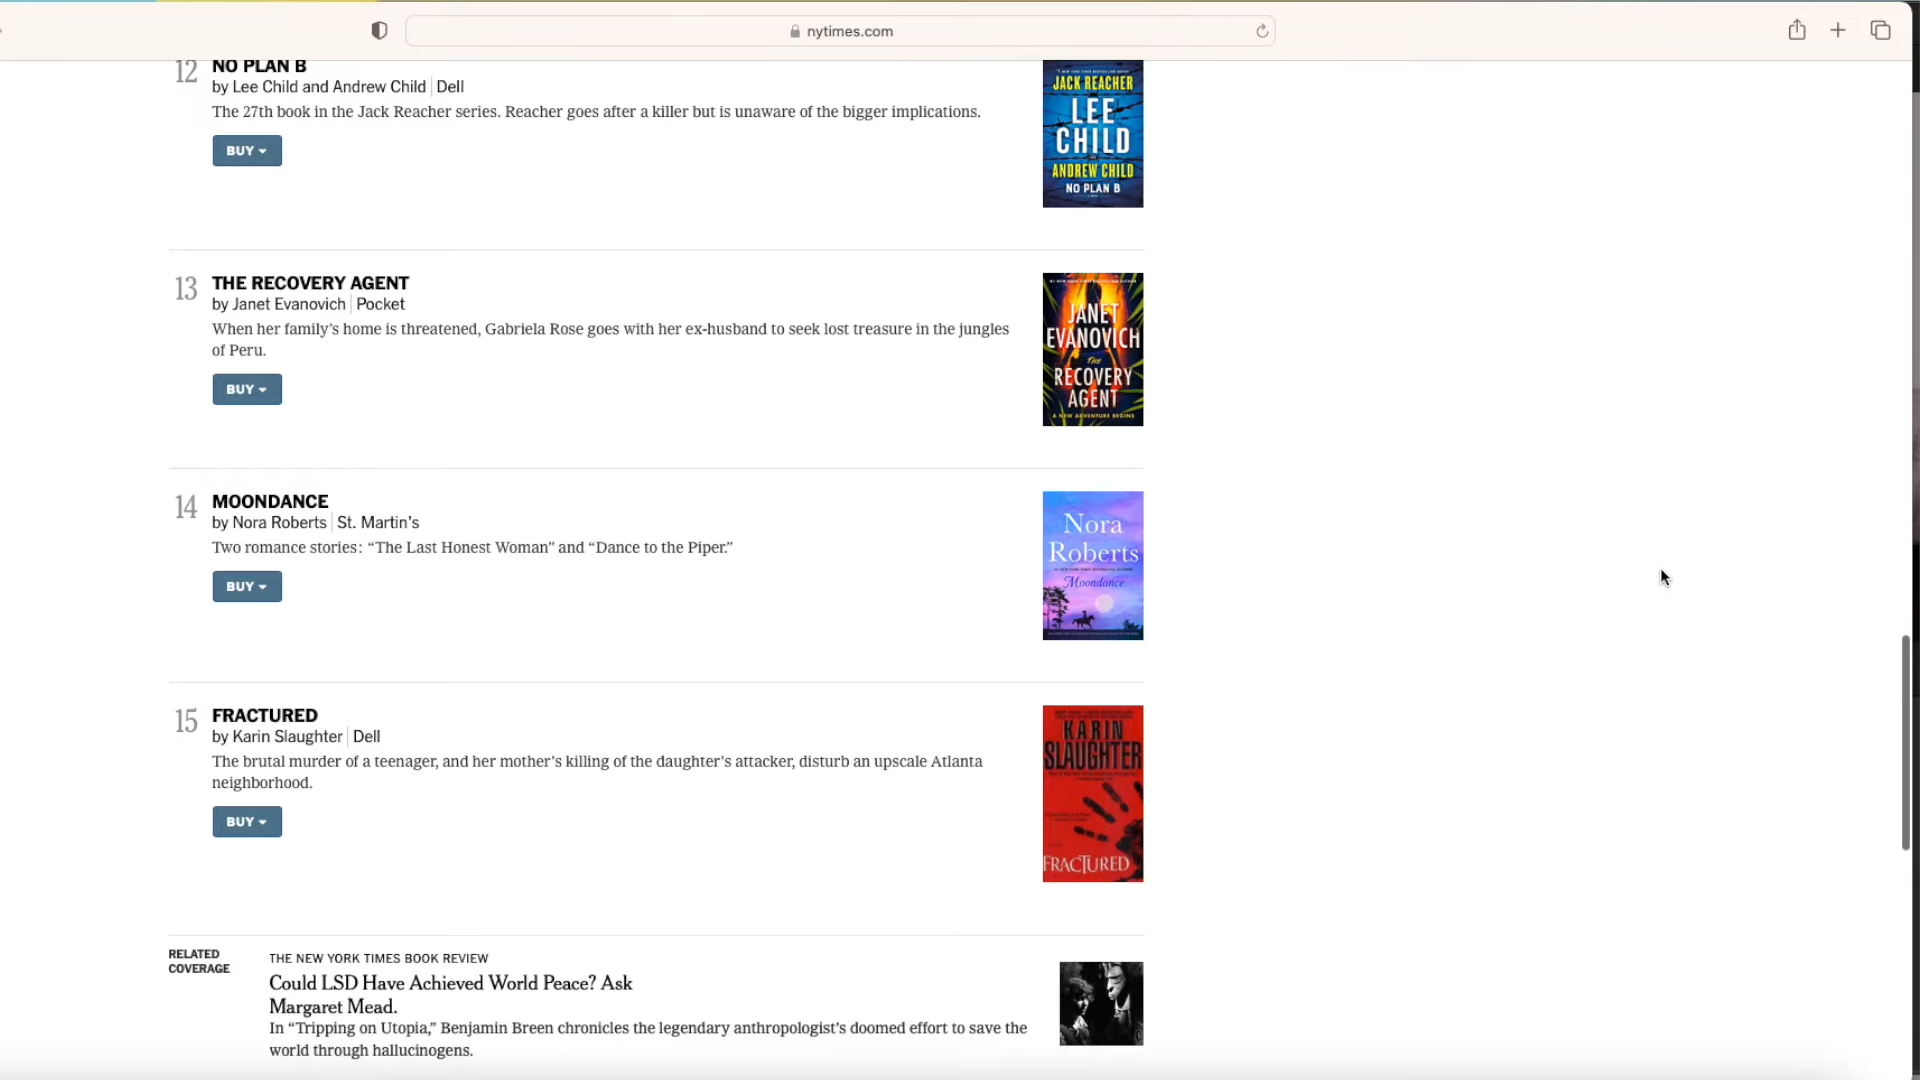 nytimes.com
12
NO PLAN B
by Lee Child and Andrew Child | Dell
The 27th book in the Jack Reacher series. Reacher goes after a killer but is unaware of the bigger implications.
BUY
JACK REACHER
LEE
CHILD
ANDREW CHILD
NO PLAN B
13
THE RECOVERY AGENT
by Janet Evanovich | Pocket
When her family's home is threatened, Gabriela Rose goes with her ex-husband to seek lost treasure in the jungles
of Peru.
BUY
JANET
EVANOVICH
The
RECOVERY
AGENT
A NEW ADVENTURE BEGINS
14
MOONDANCE
by Nora Roberts | St. Martin's
Two romance stories: “The Last Honest Woman” and “Dance to the Piper.”
BUY
Nora
Roberts
Moondance
15
FRACTURED
by Karin Slaughter | Dell
The brutal murder of a teenager, and her mother's killing of the daughter's attacker, disturb an upscale Atlanta
neighborhood.
BUY
KARIN
SLAUGHTER
FRACTURED
RELATED
COVERAGE
THE NEW YORK TIMES BOOK REVIEW
Could LSD Have Achieved World Peace? Ask
Margaret Mead.
In “Tripping on Utopia,” Benjamin Breen chronicles the legendary anthropologist's doomed effort to save the
world through hallucinogens.